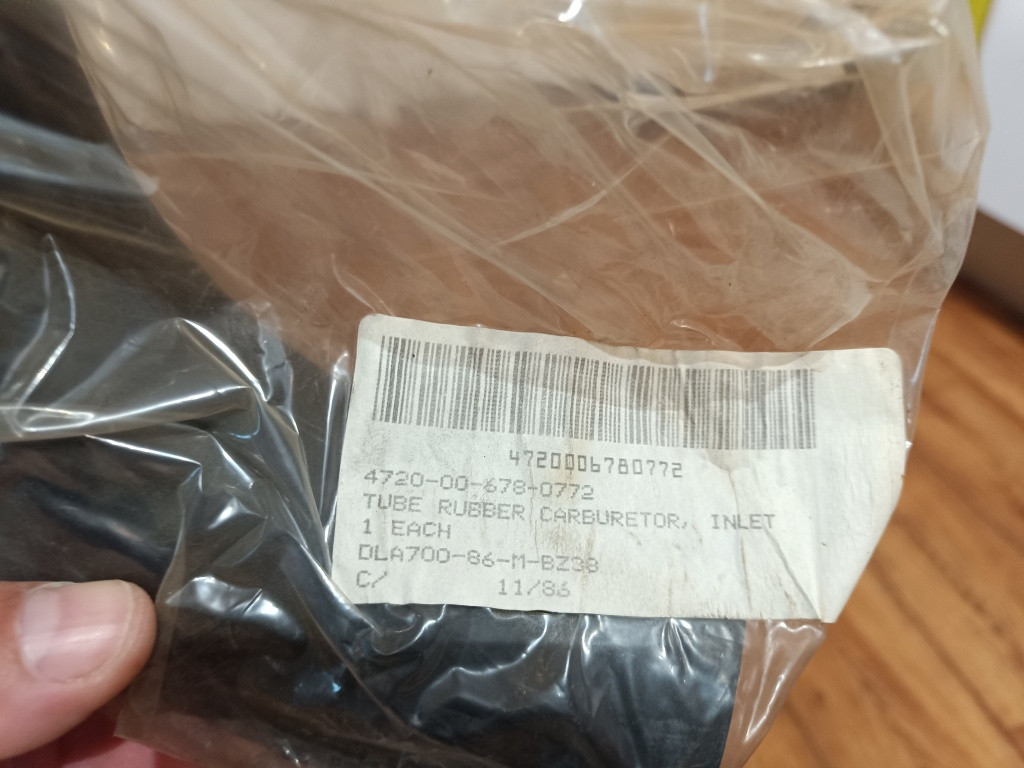 4720006780772
4720-00-678-0772
TUBE RUBBER CARBURETOR, INLET
1 EACH
DLA700-86-M-BZ38
C/ 11/86